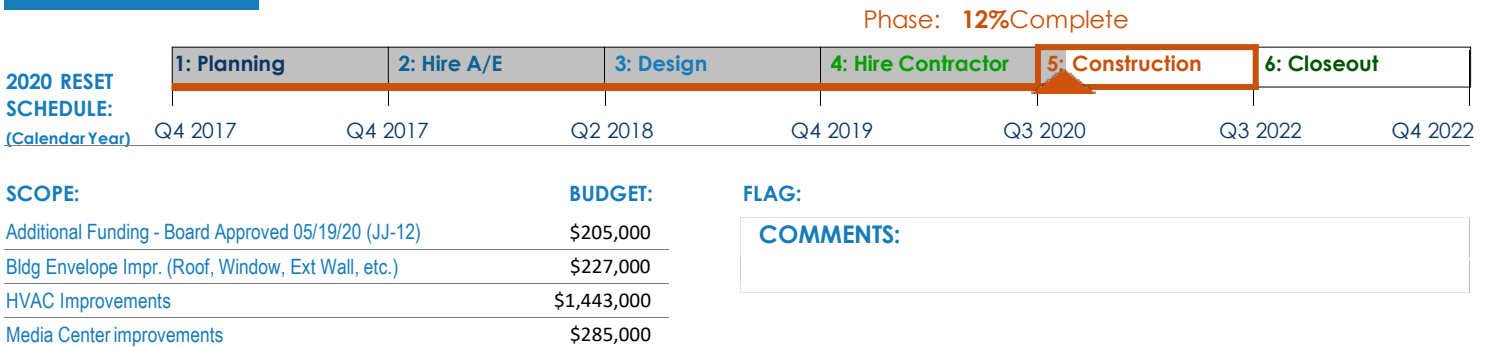 Phase: 12%Complete
1: Planning 2: Hire A/E 3: Design 4: Hire Contractor 5: Construction 6: Closeout
2020 RESET
SCHEDULE:
(Calendar Year)
Q4 2017 Q4 2017 Q2 2018 Q4 2019 Q3 2020 Q3 2022 Q4 2022
SCOPE: BUDGET: FLAG:
Additional Funding - Board Approved 05/19/20 (JJ-12) $205,000
COMMENTS:
Bldg Envelope Impr. (Roof, Window, Ext Wall, etc.) $227,000
HVAC Improvements $1,443,000
Media Center improvements $285,000